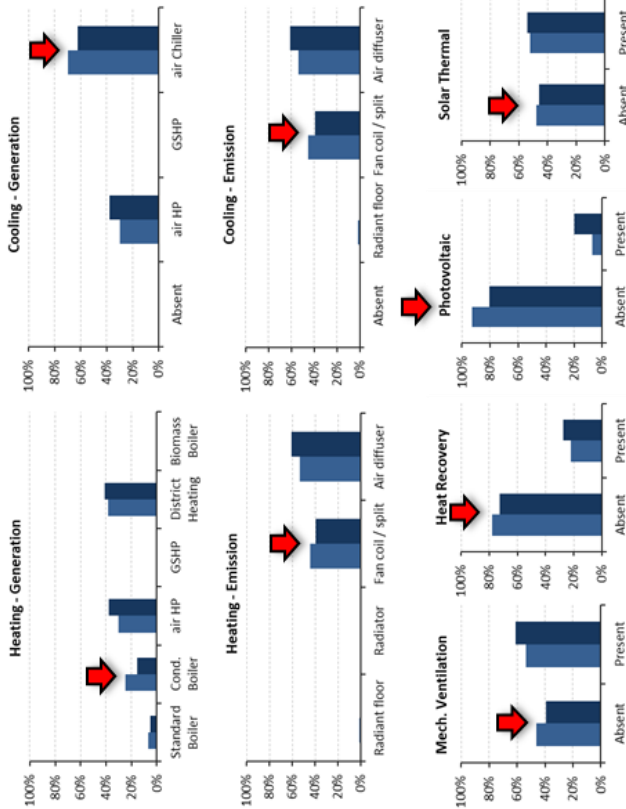 Heating - Generation
100%
80%
60%
40%
20%
0%
Standard Boiler
Cond. Boiler
air HP
GSHP
District Heating
Biomass Boiler
Cooling - Generation
100%
80%
60%
40%
20%
0%
Absent
air HP
GSHP
air Chiller
Heating - Emission
100%
80%
60%
40%
20%
0%
Radiant floor
Radiator
Fan coil / split
Air diffuser
Cooling - Emission
100%
80%
60%
40%
20%
0%
Absent
Radiant floor
Fan coil / split
Air diffuser
Mech. Ventilation
100%
80%
60%
40%
20%
0%
Absent
Present
Heat Recovery
100%
80%
60%
40%
20%
0%
Absent
Present
Photovoltaic
100%
80%
60%
40%
20%
0%
Absent
Present
Solar Thermal
100%
80%
60%
40%
20%
0%
Absent
Present